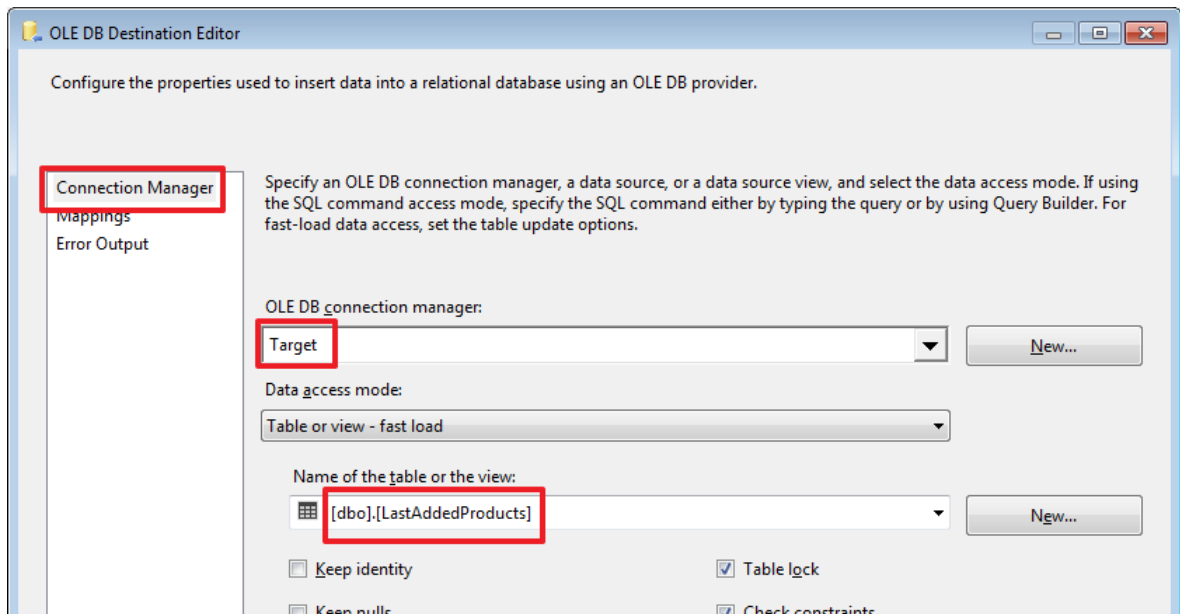 OLE DB Destination Editor
Configure the properties used to insert data into a relational database using an OLE DB provider.
Connection Manager
Mappings
Error Output
Specify an OLE DB connection manager, a data source, or a data source view, and select the data access mode. If using
the SQL command access mode, specify the SQL command either by typing the query or by using Query Builder. For
fast-load data access, set the table update options.
OLE DB connection manager:
Target
New...
Data access mode:
Table or view - fast load
Name of the table or the view:
[dbo].[LastAddedProducts]
New...
Keep identity
Table lock
Keep nulls
Check constraints